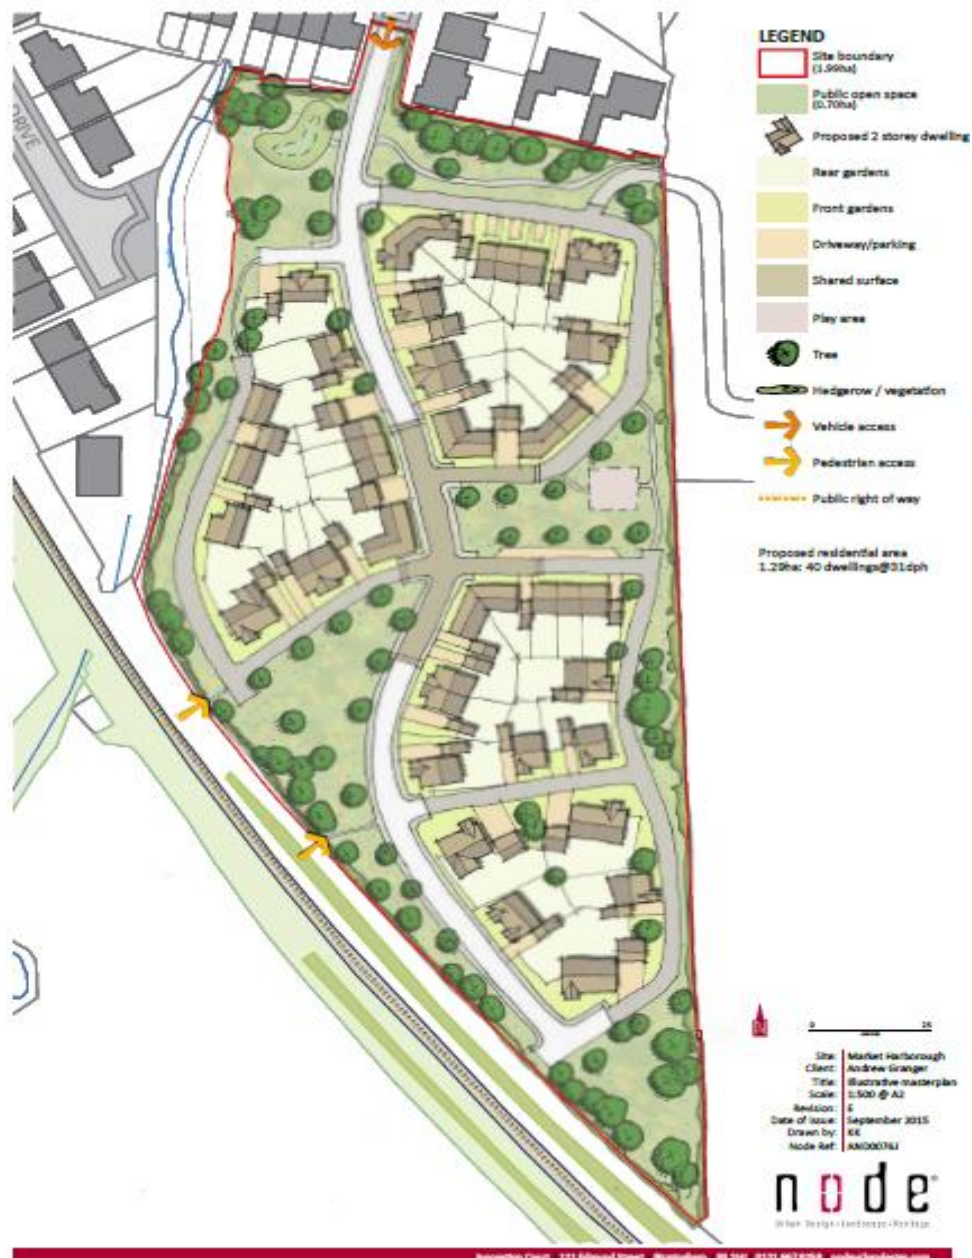 DRIVE
LEGEND
Site boundary
(1.99ha)
Public open space
(0.70ha)
Proposed 2 storey dwelling
Rear gardens
Front gardens
Driveway/parking
Shared surface
Play area
Tree
Hedgerow / vegetation
Vehicle access
Pedestrian access
Public right of way
Proposed residential area
1.29ha: 40 dwellings@31dph
N
0 25
Site: Market Harborough
Client: Andrew Granger
Title: Illustrative masterplan
Scale: 1:500 @ A2
Revision: E
Date of issue: September 2015
Drawn by: KK
Node Ref:
node
Urban Design • Landscape • Heritage
Edmund Street